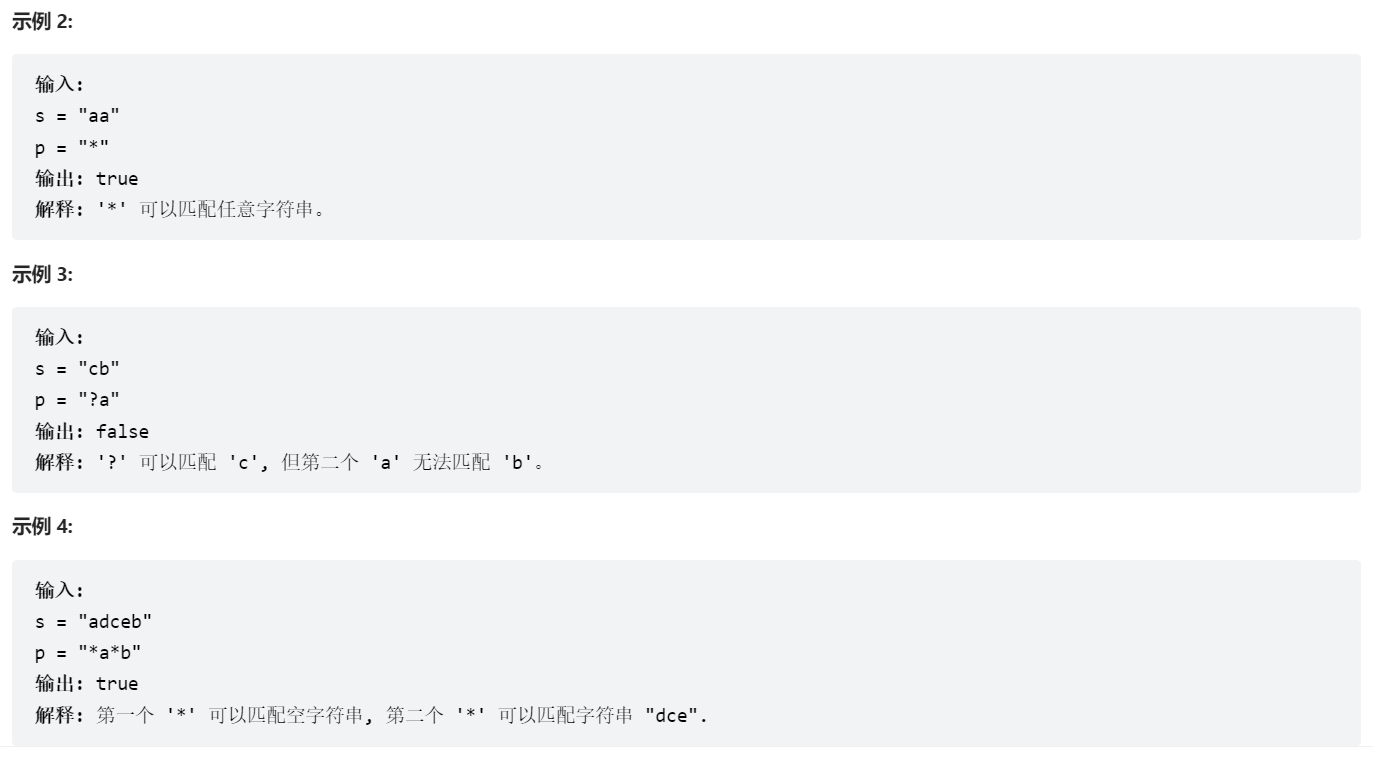 示例 2:
输入:
s = "aa"
p = "*"
输出: true
解释: '*' 可以匹配任意字符串。
示例 3:
输入:
s = "cb"
p = "?a"
输出: false
解释: '?' 可以匹配 'c', 但第二个 'a' 无法匹配 'b'。
示例 4:
输入:
s = "adceb"
p = "*a*b"
输出: true
解释: 第一个 '*' 可以匹配空字符串, 第二个 '*' 可以匹配字符串 "dce".